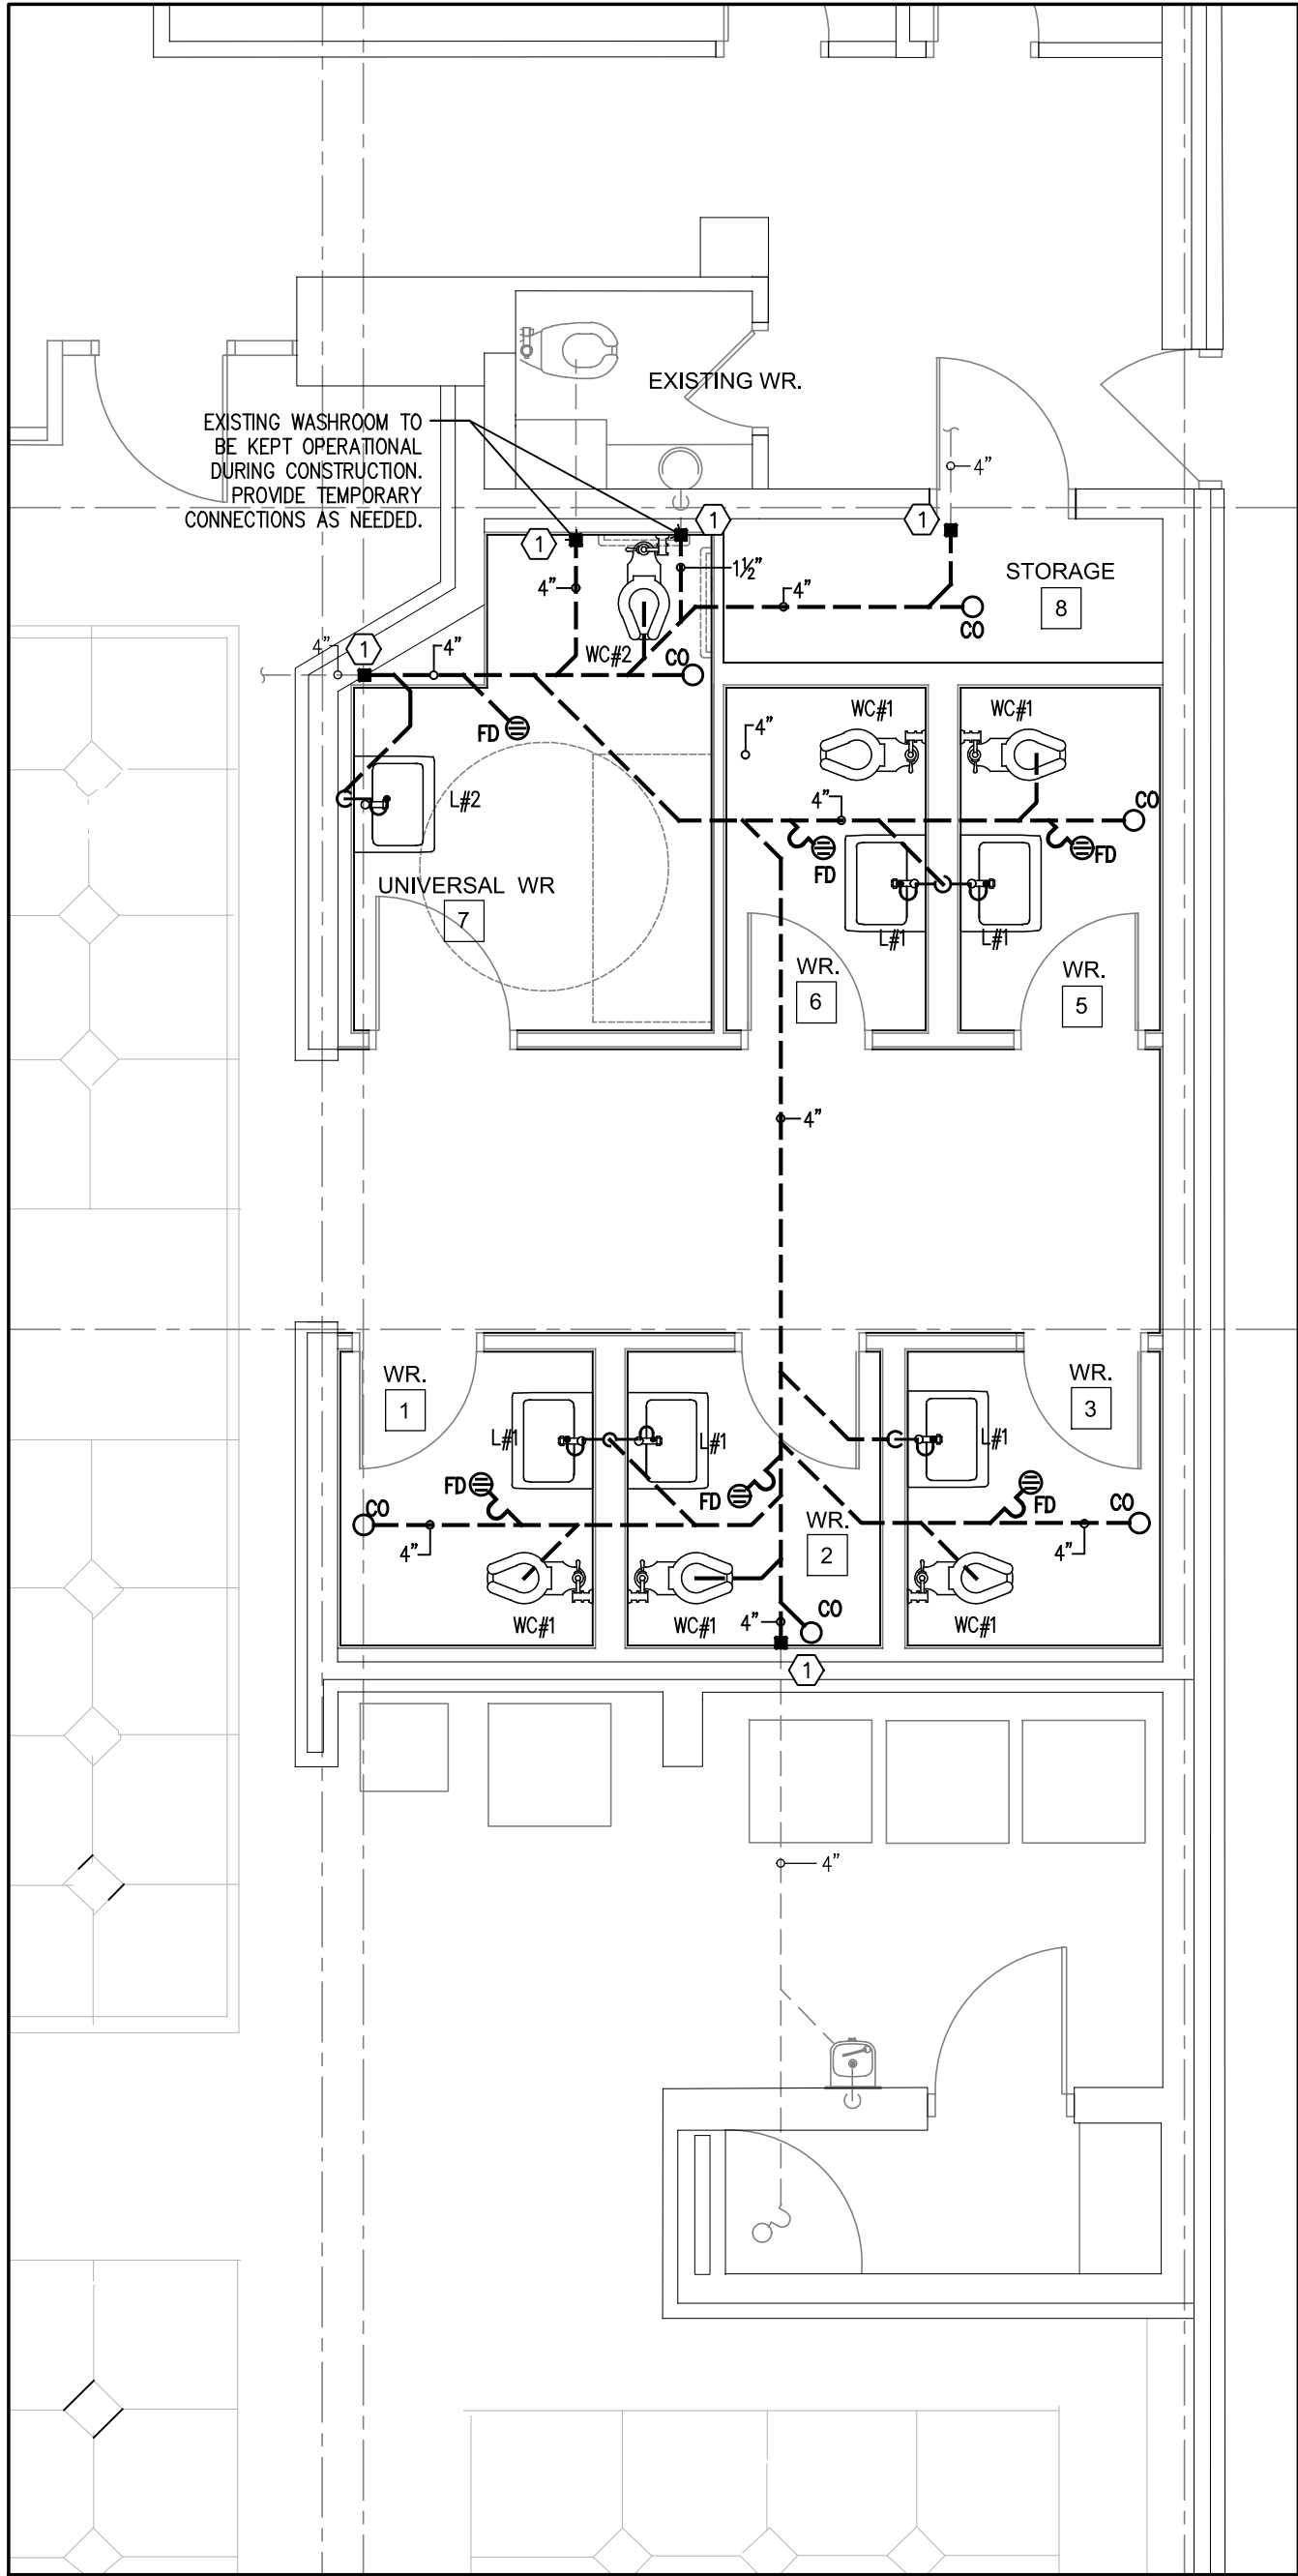 EXISTING WR.
EXISTING WASHROOM TO
BE KEPT OPERATIONAL
DURING CONSTRUCTION.
PROVIDE TEMPORARY
CONNECTIONS AS NEEDED.
4"
1
1
1
1½"
4"
4"
STORAGE
8
CO
4"
1
4"
WC#2
CO
FD
4"
WC#1
WC#1
L#2
4"
CO
FD
FD
UNIVERSAL WR
7
L#1
L#1
WR.
6
WR.
5
4"
WR.
1
WR.
3
L#1
L#1
L#1
FD
FD
FD
CO
CO
WR.
2
4"
4"
WC#1
WC#1
WC#1
4"
CO
1
4"